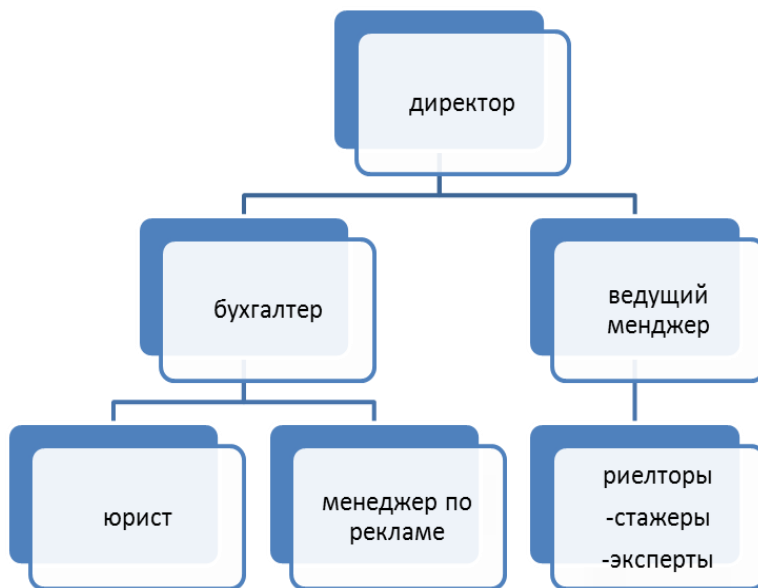 директор
бухгалтер
ведущий
менджер
юрист
менеджер по
рекламе
риелторы
-стажеры
-эксперты